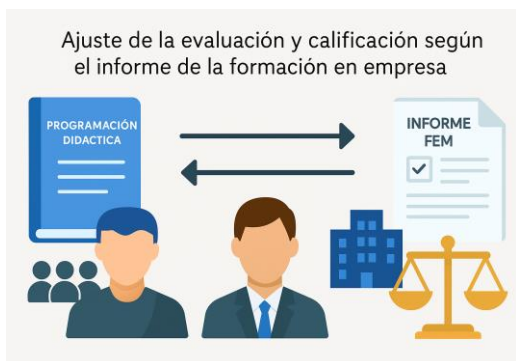 Ajuste de la evaluación y calificación según
el informe de la formación en empresa
PROGRAMACIÓN
DIDACTICA
INFORME
FEM